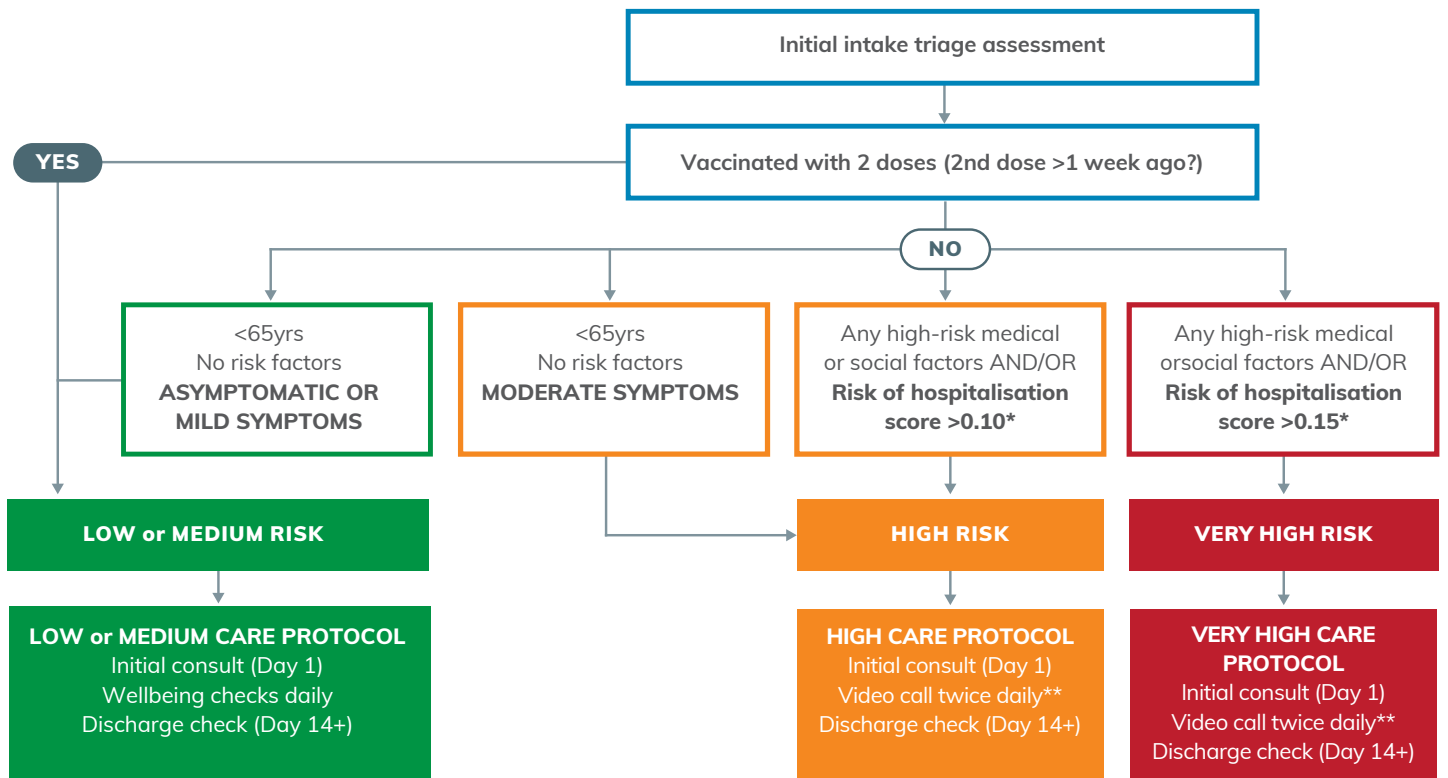 Initial intake triage assessment
YES
Vaccinated with 2 doses (2nd dose >1 week ago?)
NO
<65yrs
No risk factors
ASYMPTOMATIC OR
MILD SYMPTOMS
<65yrs
No risk factors
MODERATE SYMPTOMS
Any high-risk medical
or social factors AND/OR
Risk of hospitalisation
score >0.10*
Any high-risk medical
orsocial factors AND/OR
Risk of hospitalisation
score >0.15*
LOW or MEDIUM RISK
HIGH RISK
VERY HIGH RISK
LOW or MEDIUM CARE PROTOCOL
Initial consult (Day 1)
Wellbeing checks daily
Discharge check (Day 14+)
HIGH CARE PROTOCOL
Initial consult (Day 1)
Video call twice daily**
Discharge check (Day 14+)
VERY HIGH CARE
PROTOCOL
Initial consult (Day 1)
Video call twice daily**
Discharge check (Day 14+)